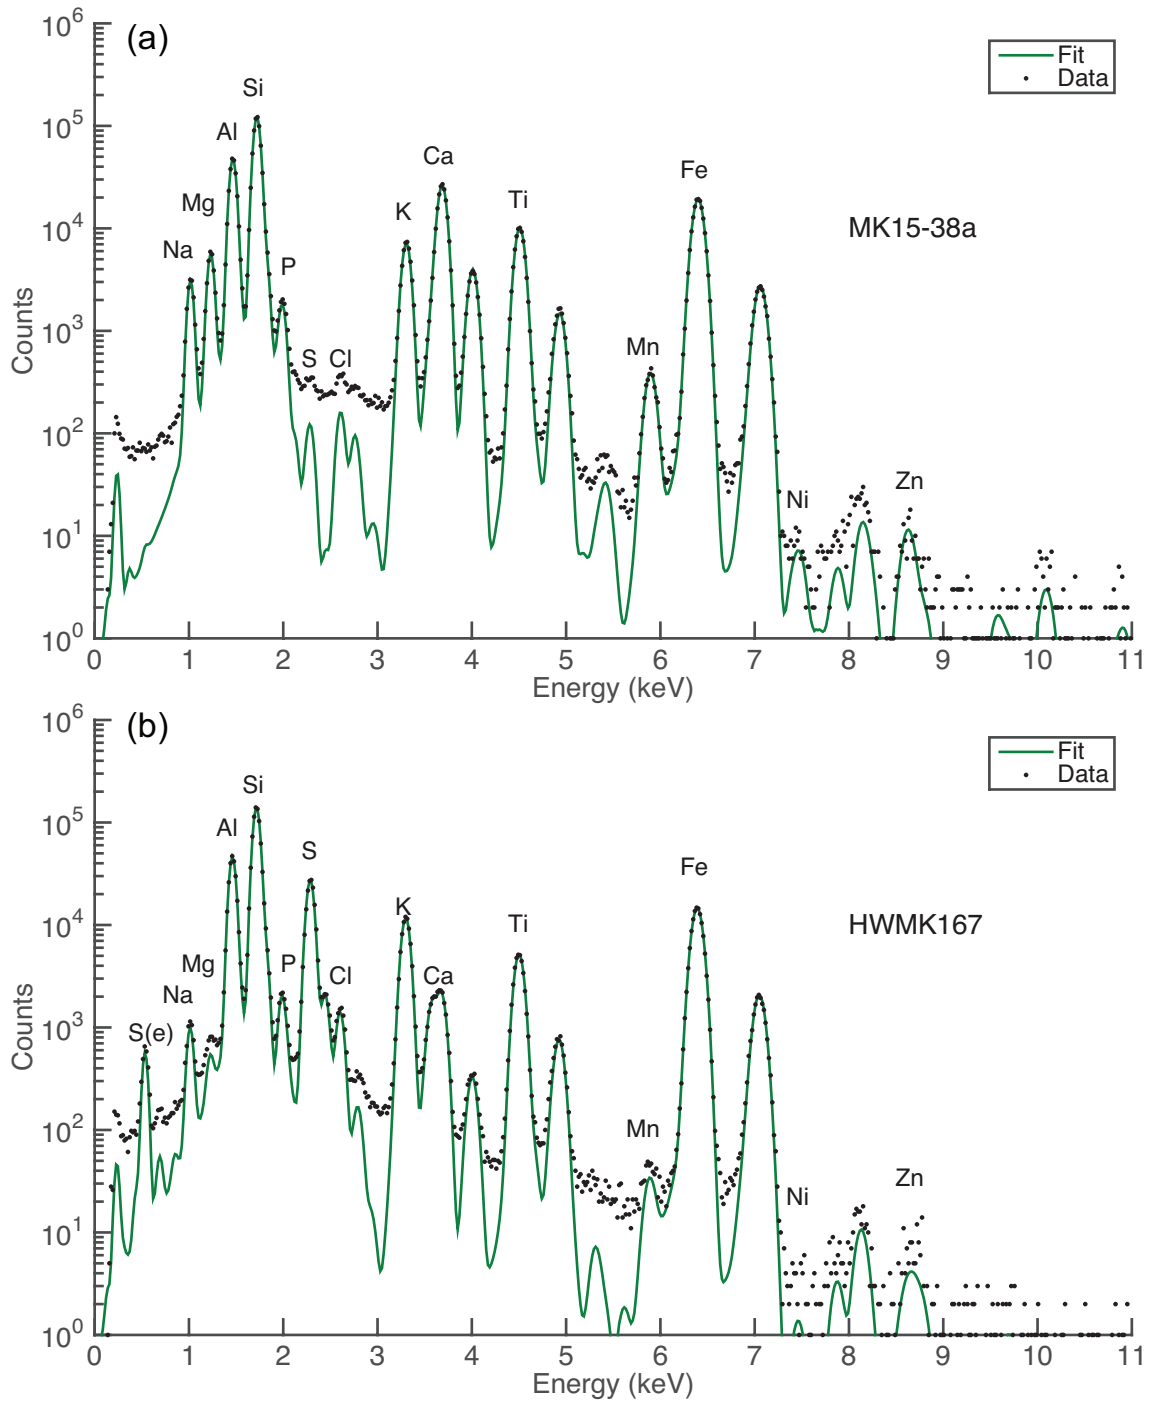 (a)
10^6
10^5
10^4
10^3
10^2
10^1
10^0
Counts
Fit
Data
MK15-38a
Na
Mg
Al
Si
P
S
Cl
K
Ca
Ti
Mn
Fe
Ni
Zn
0 1 2 3 4 5 6 7 8 9 10 11
Energy (keV)
(b)
10^6
10^5
10^4
10^3
10^2
10^1
10^0
Counts
Fit
Data
HWMK167
S(e)
Na
Mg
Al
Si
P
S
Cl
K
Ca
Ti
Mn
Fe
Ni
Zn
0 1 2 3 4 5 6 7 8 9 10 11
Energy (keV)